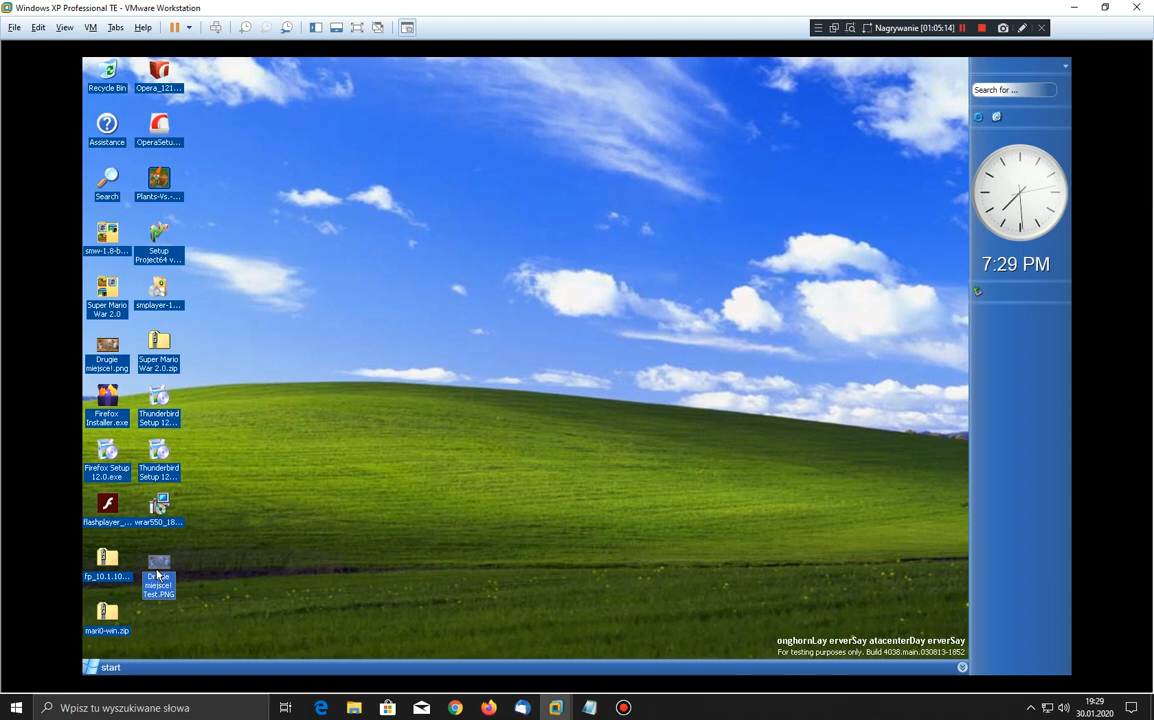 Windows XP Professional TE - VMware Workstation
File Edit View VM Tabs Help
Nagrywanie [01:05:14]
Recycle Bin
Opera_121...
Assistance
OperaSetu...
Search
Plants-Vs.-...
smw-1.8-b...
Setup
Project64 v...
Super Mario
War 2.0
smplayer-1...
Drugie
miejsce!.png
Super Mario
War 2.0.zip
Firefox
Installer.exe
Thunderbird
Setup 12....
Firefox Setup
12.0.exe
Thunderbird
Setup 12....
flashplayer_...
wrar550_18...
fp_10.1.10...
Drugie
miejsce!
Test.PNG
mari0-win.zip
Search for ...
7:29 PM
onghornLay erverSay atacenterDay erverSay
For testing purposes only. Build 4038.main.030813-1852
start
Wpisz tu wyszukiwane słowa
19:29
30.01.2020